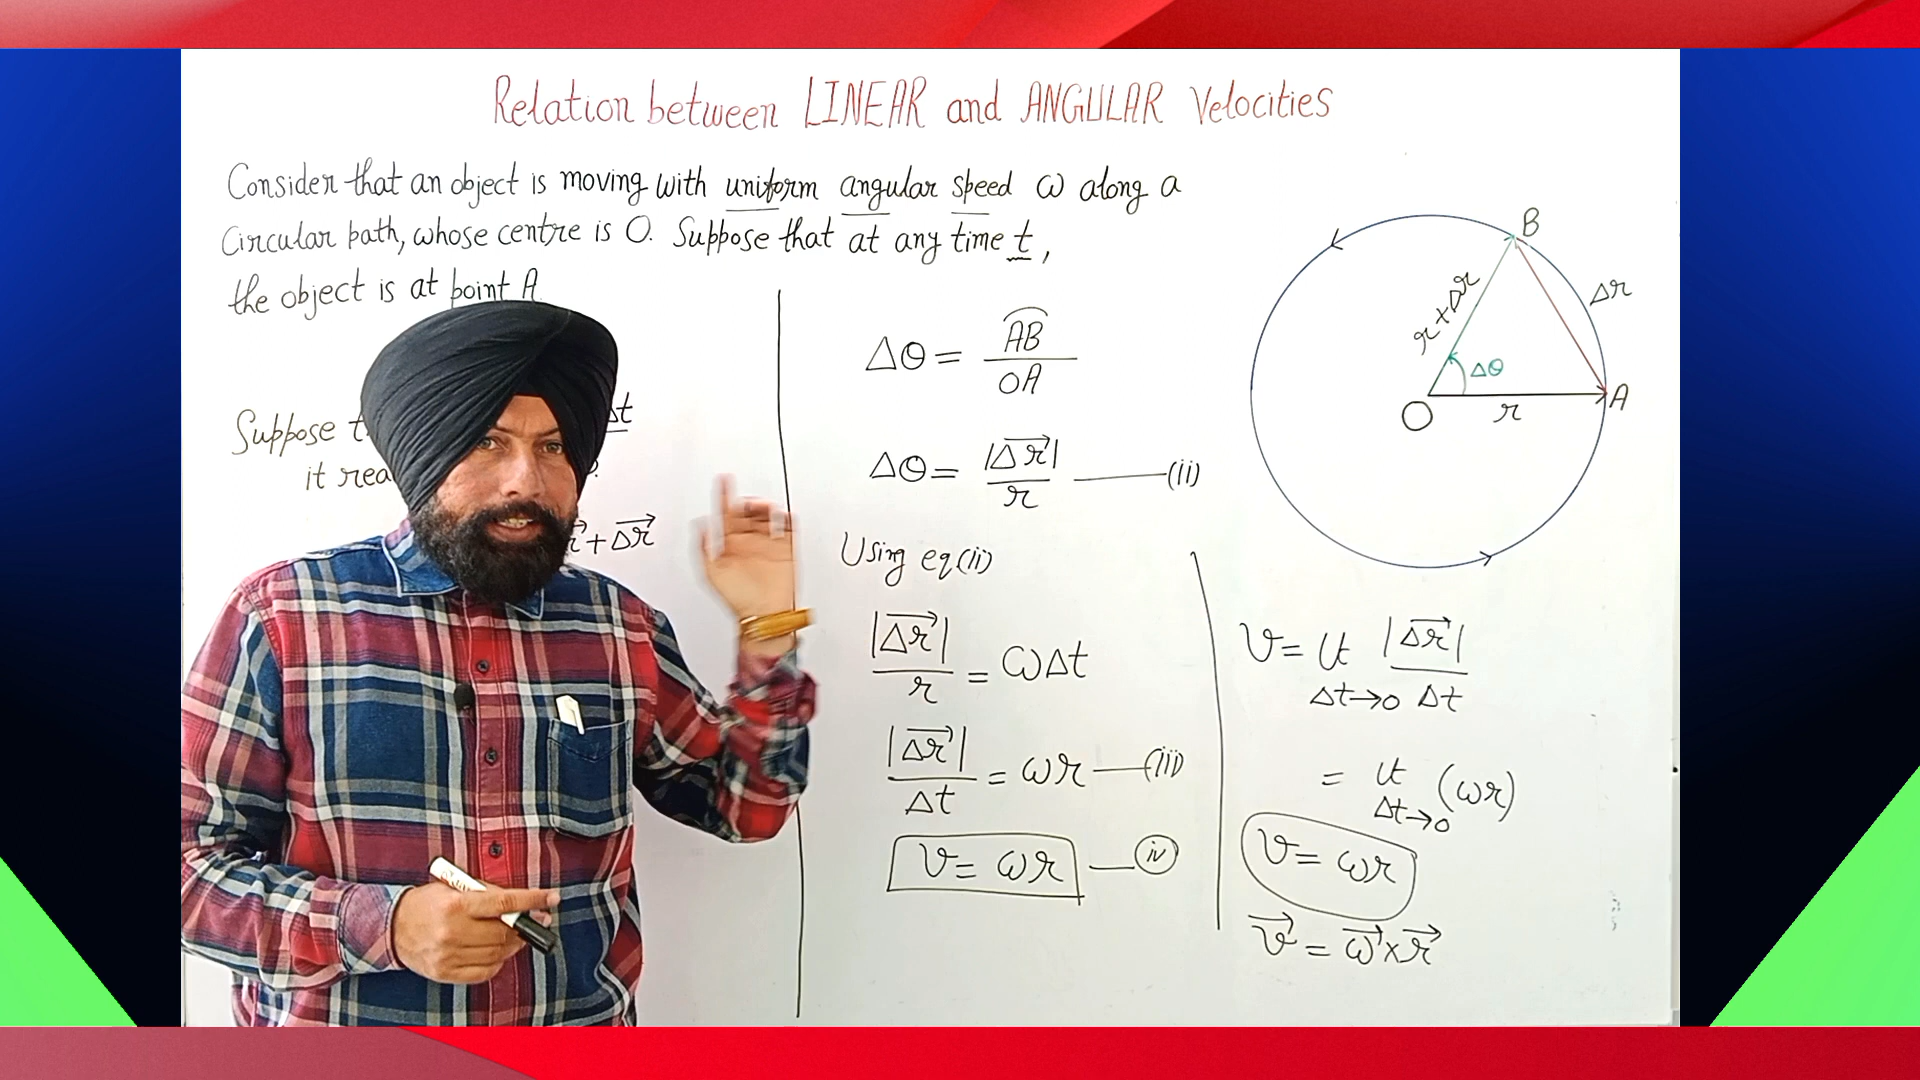 Relation between LINEAR and ANGULAR Velocities
Consider that an object is moving with uniform angular speed ω along a
Circular path, whose centre is O. Suppose that at any time t,
the object is at point A
Suppose
Δt
it
r⃗+Δr⃗
Δθ = A͡B / OA
Δθ = |Δr⃗| / r —(ii)
Using eq(ii)
|Δr⃗| / r = ωΔt
|Δr⃗| / Δt = ωr —(iii)
v = ωr —(iv)
B
r+Δr
Δr
Δθ
O
r
A
v = Lt Δt→0 |Δr⃗| / Δt
= Lt Δt→0 (ωr)
v = ωr
v⃗ = ω⃗×r⃗